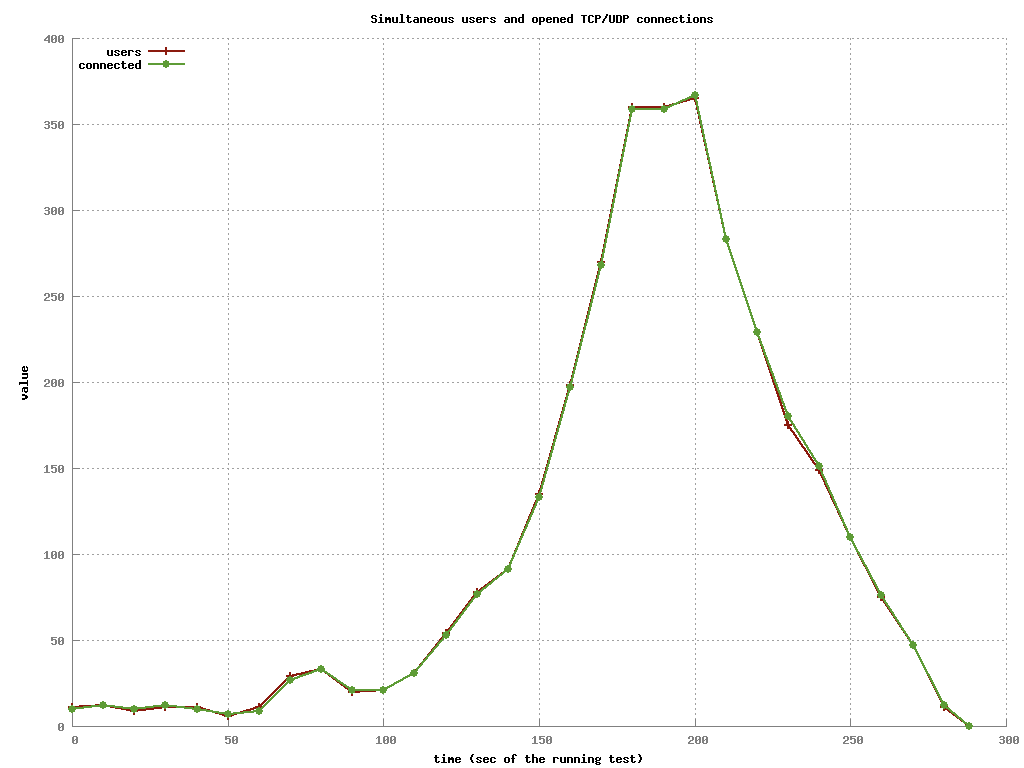 Simultaneous users and opened TCP/UDP connections
400
users
connected
350
300
250
value
200
150
100
50
0
0 50 100 150 200 250 300
time (sec of the running test)